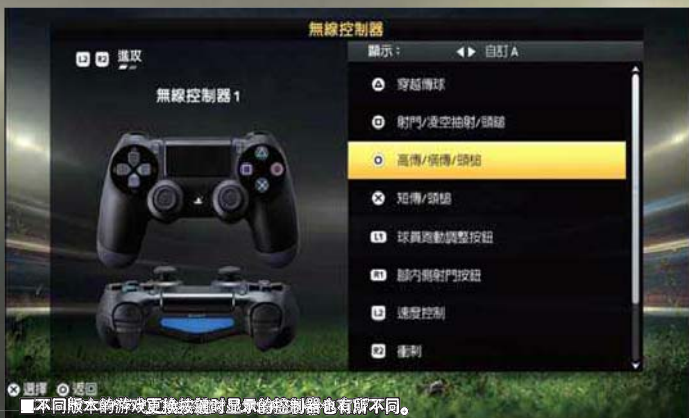 無線控制器
L2 R2 進攻
無線控制器 1
顯示： ◀▶ 自訂 A
穿越傳球
射門/凌空抽射/頭槌
高傳/橫傳/頭槌
短傳/頭槌
L1 球員跑動調整按鈕
R1 腳內側射門按鈕
L2 速度控制
R2 衝刺
選擇 返回
■不同版本的游戏更换按键时显示的控制器也有所不同。